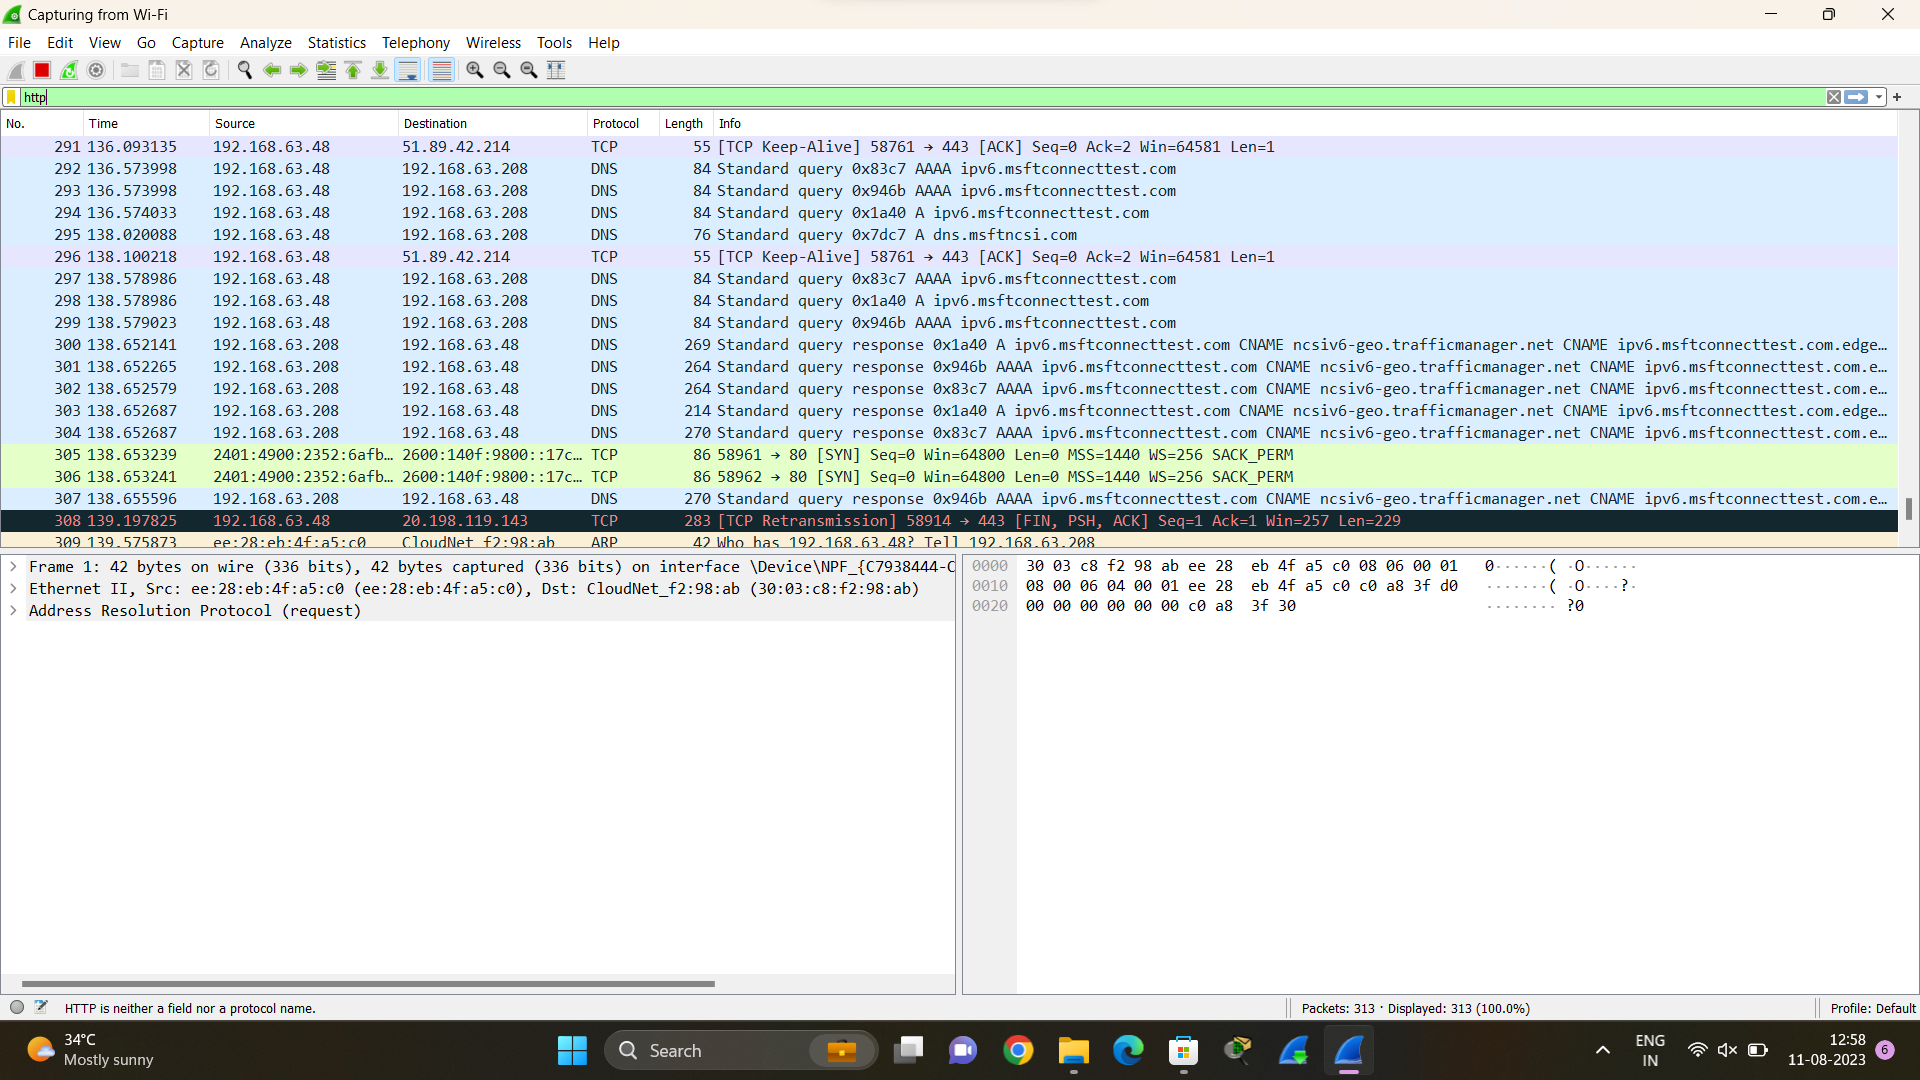 Capturing from Wi-Fi
File Edit View Go Capture Analyze Statistics Telephony Wireless Tools Help
http
No. Time Source Destination Protocol Length Info
291 136.093135 192.168.63.48 51.89.42.214 TCP 55 [TCP Keep-Alive] 58761 → 443 [ACK] Seq=0 Ack=2 Win=64581 Len=1
292 136.573998 192.168.63.48 192.168.63.208 DNS 84 Standard query 0x83c7 AAAA ipv6.msftconnecttest.com
293 136.573998 192.168.63.48 192.168.63.208 DNS 84 Standard query 0x946b AAAA ipv6.msftconnecttest.com
294 136.574033 192.168.63.48 192.168.63.208 DNS 84 Standard query 0x1a40 A ipv6.msftconnecttest.com
295 138.020088 192.168.63.48 192.168.63.208 DNS 76 Standard query 0x7dc7 A dns.msftncsi.com
296 138.100218 192.168.63.48 51.89.42.214 TCP 55 [TCP Keep-Alive] 58761 → 443 [ACK] Seq=0 Ack=2 Win=64581 Len=1
297 138.578986 192.168.63.48 192.168.63.208 DNS 84 Standard query 0x83c7 AAAA ipv6.msftconnecttest.com
298 138.578986 192.168.63.48 192.168.63.208 DNS 84 Standard query 0x1a40 A ipv6.msftconnecttest.com
299 138.579023 192.168.63.48 192.168.63.208 DNS 84 Standard query 0x946b AAAA ipv6.msftconnecttest.com
300 138.652141 192.168.63.208 192.168.63.48 DNS 269 Standard query response 0x1a40 A ipv6.msftconnecttest.com CNAME ncsiv6-geo.trafficmanager.net CNAME ipv6.msftconnecttest.com.edge…
301 138.652265 192.168.63.208 192.168.63.48 DNS 264 Standard query response 0x946b AAAA ipv6.msftconnecttest.com CNAME ncsiv6-geo.trafficmanager.net CNAME ipv6.msftconnecttest.com.e…
302 138.652579 192.168.63.208 192.168.63.48 DNS 264 Standard query response 0x83c7 AAAA ipv6.msftconnecttest.com CNAME ncsiv6-geo.trafficmanager.net CNAME ipv6.msftconnecttest.com.e…
303 138.652687 192.168.63.208 192.168.63.48 DNS 214 Standard query response 0x1a40 A ipv6.msftconnecttest.com CNAME ncsiv6-geo.trafficmanager.net CNAME ipv6.msftconnecttest.com.edge…
304 138.652687 192.168.63.208 192.168.63.48 DNS 270 Standard query response 0x83c7 AAAA ipv6.msftconnecttest.com CNAME ncsiv6-geo.trafficmanager.net CNAME ipv6.msftconnecttest.com.e…
305 138.653239 2401:4900:2352:6afb… 2600:140f:9800::17c… TCP 86 58961 → 80 [SYN] Seq=0 Win=64800 Len=0 MSS=1440 WS=256 SACK_PERM
306 138.653241 2401:4900:2352:6afb… 2600:140f:9800::17c… TCP 86 58962 → 80 [SYN] Seq=0 Win=64800 Len=0 MSS=1440 WS=256 SACK_PERM
307 138.655596 192.168.63.208 192.168.63.48 DNS 270 Standard query response 0x946b AAAA ipv6.msftconnecttest.com CNAME ncsiv6-geo.trafficmanager.net CNAME ipv6.msftconnecttest.com.e…
308 139.197825 192.168.63.48 20.198.119.143 TCP 283 [TCP Retransmission] 58914 → 443 [FIN, PSH, ACK] Seq=1 Ack=1 Win=257 Len=229
309 139.575873 ee:28:eb:4f:a5:c0 CloudNet_f2:98:ab ARP 42 Who has 192.168.63.48? Tell 192.168.63.208
Frame 1: 42 bytes on wire (336 bits), 42 bytes captured (336 bits) on interface \Device\NPF_{C7938444-C
Ethernet II, Src: ee:28:eb:4f:a5:c0 (ee:28:eb:4f:a5:c0), Dst: CloudNet_f2:98:ab (30:03:c8:f2:98:ab)
Address Resolution Protocol (request)
0000 30 03 c8 f2 98 ab ee 28 eb 4f a5 c0 08 06 00 01 0······( ·O······
0010 08 00 06 04 00 01 ee 28 eb 4f a5 c0 c0 a8 3f d0 ·······( ·O····?·
0020 00 00 00 00 00 00 c0 a8 3f 30 ········ ?0
HTTP is neither a field nor a protocol name.
Packets: 313 · Displayed: 313 (100.0%)
Profile: Default
34°C
Mostly sunny
Search
ENG
IN
12:58
11-08-2023
6